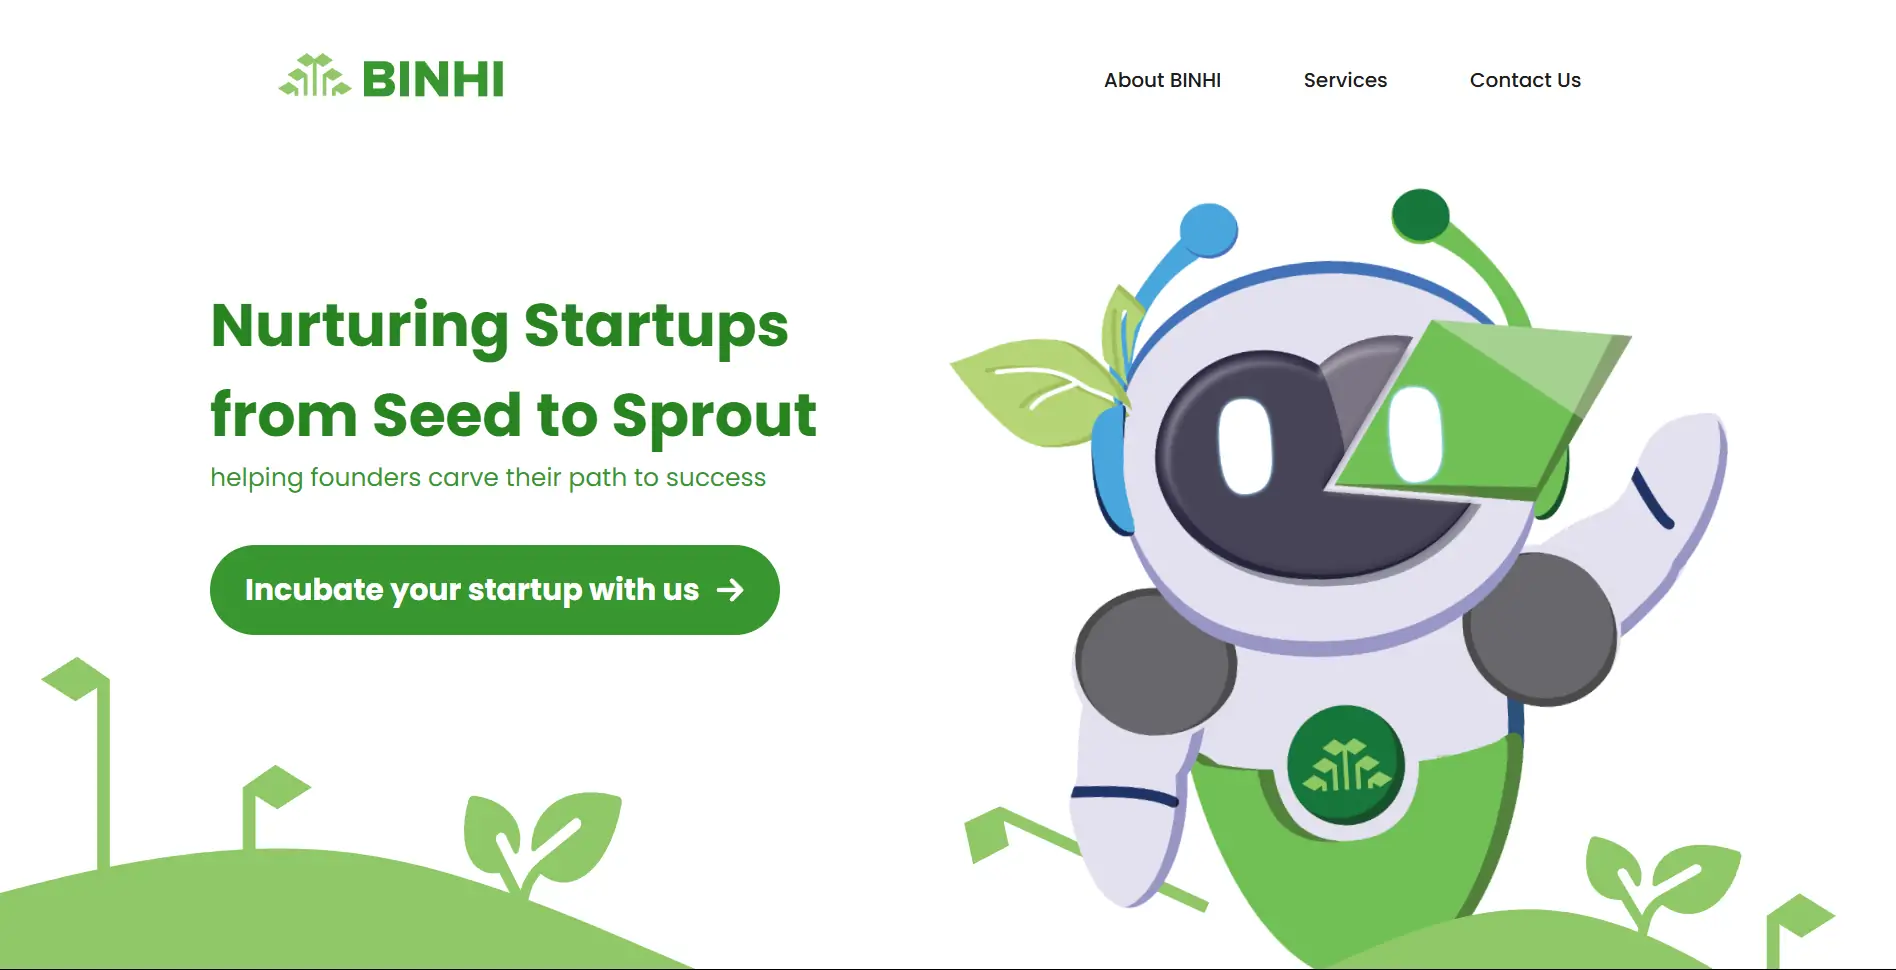 BINHI
About BINHI
Services
Contact Us
Nurturing Startups
from Seed to Sprout
helping founders carve their path to success
Incubate your startup with us